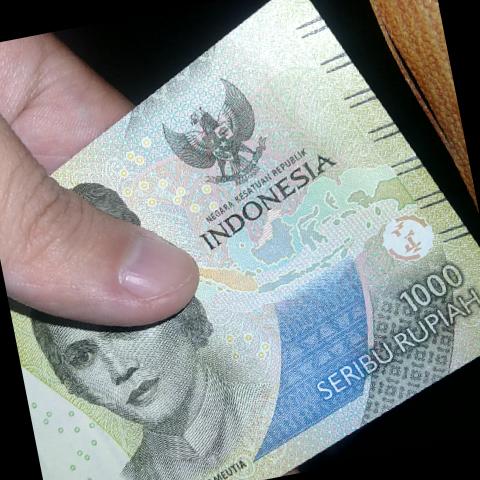 NEGARA KESATUAN REPUBLIK
INDONESIA
1000
SERIBU RUPIAH
MEUTIA